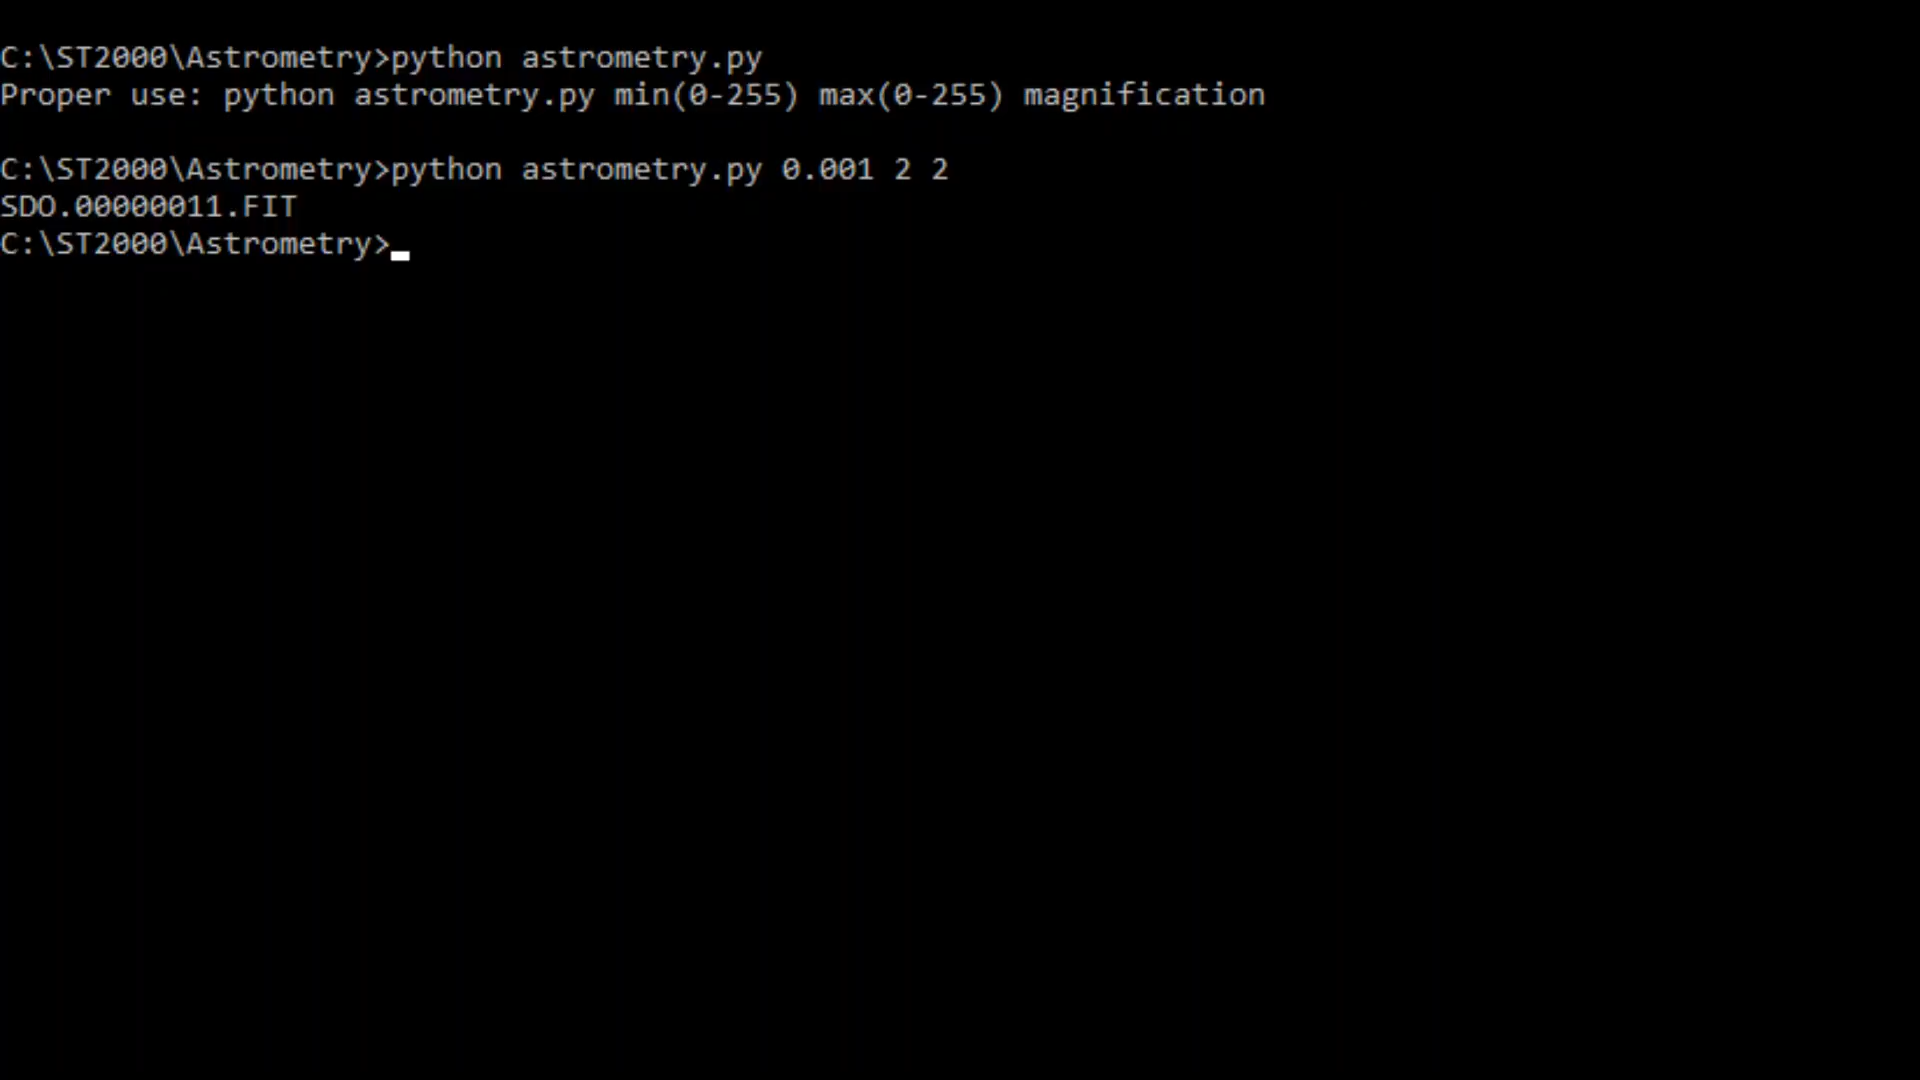 C:\ST2000\Astrometry>python astrometry.py
Proper use: python astrometry.py min(0-255) max(0-255) magnification
C:\ST2000\Astrometry>python astrometry.py 0.001 2 2
SDO.00000011.FIT
C:\ST2000\Astrometry>